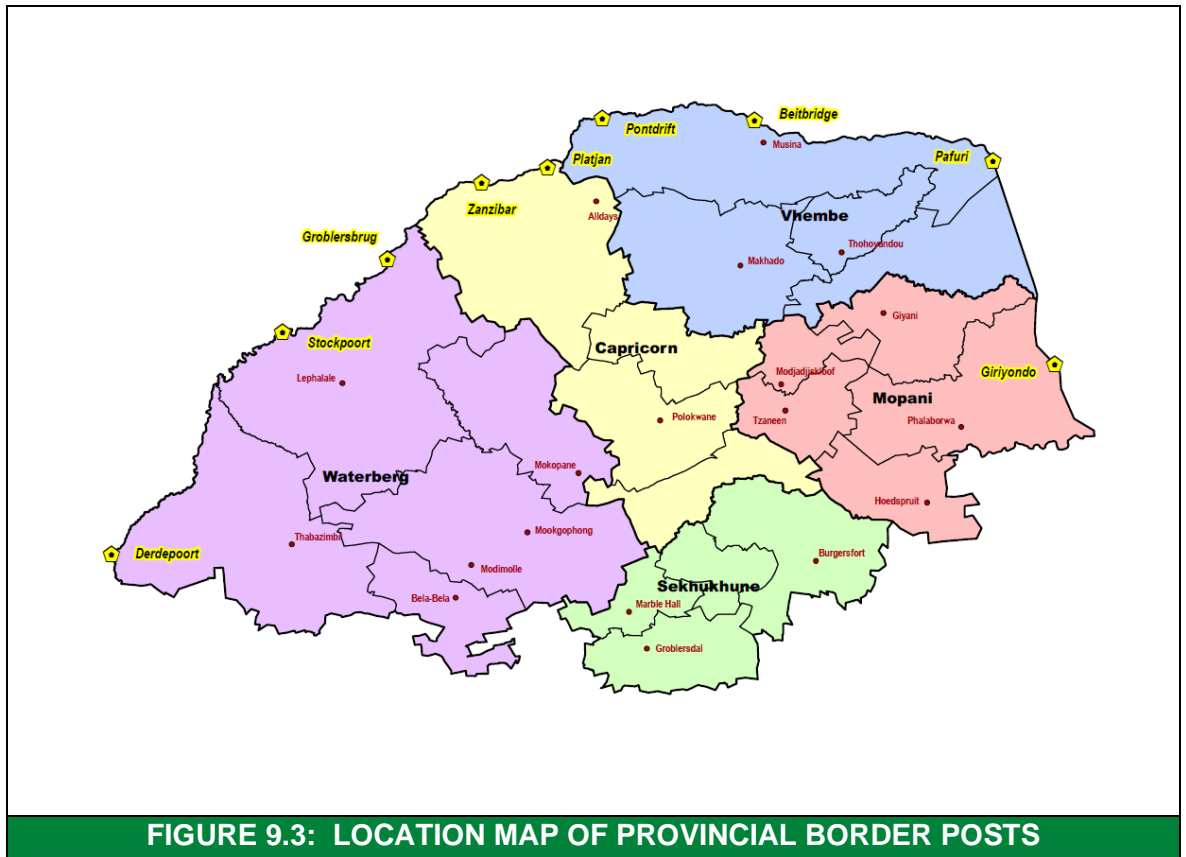 Beitbridge
Pontdrift
Musina
Pafuri
Platjan
Zanzibar
Alldays
Vhembe
Groblersbrug
Thohoyandou
Makhado
Giyani
Stockpoort
Capricorn
Lephalale
Modjadjiskloof
Giriyondo
Mopani
Polokwane
Tzaneen
Phalaborwa
Mokopane
Waterberg
Hoedspruit
Thabazimbi
Mookgophong
Derdepoort
Burgersfort
Modimolle
Sekhukhune
Bela-Bela
Marble Hall
Groblersdal
FIGURE 9.3: LOCATION MAP OF PROVINCIAL BORDER POSTS